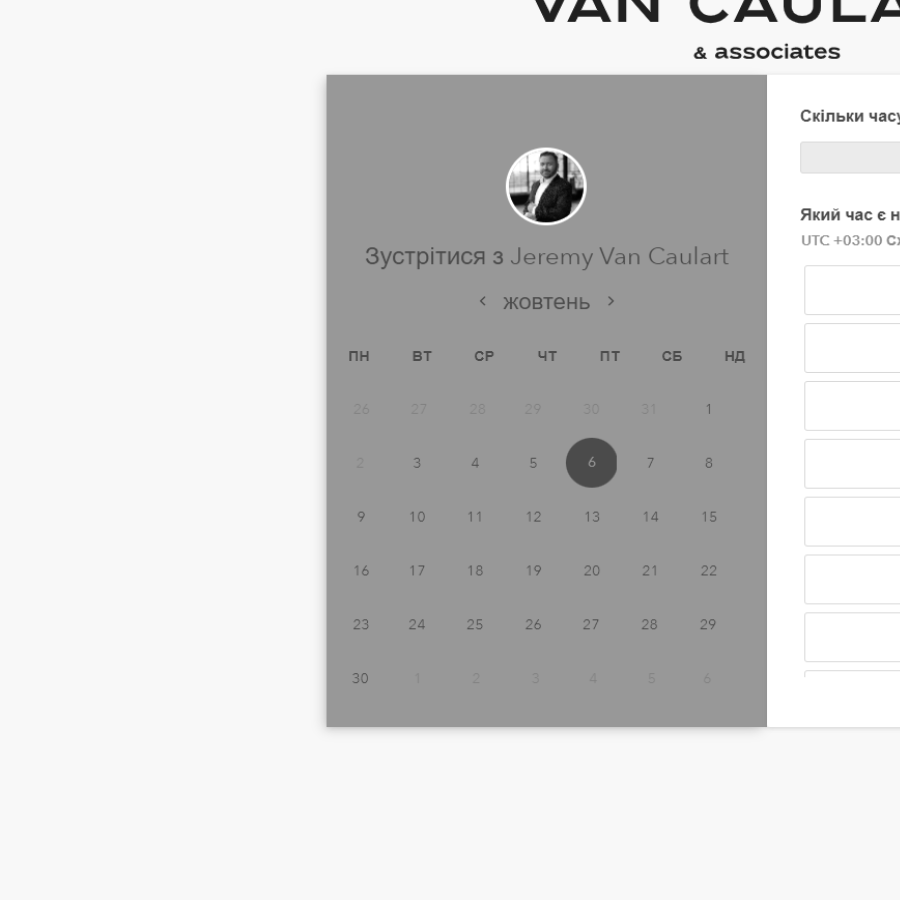 VAN CAULA
& associates
Зустрітися з Jeremy Van Caulart
жовтень
ПН ВТ СР ЧТ ПТ СБ НД
26 27 28 29 30 31 1
2 3 4 5 6 7 8
9 10 11 12 13 14 15
16 17 18 19 20 21 22
23 24 25 26 27 28 29
30 1 2 3 4 5 6
Скільки часу
Який час є н
UTC +03:00 Сх